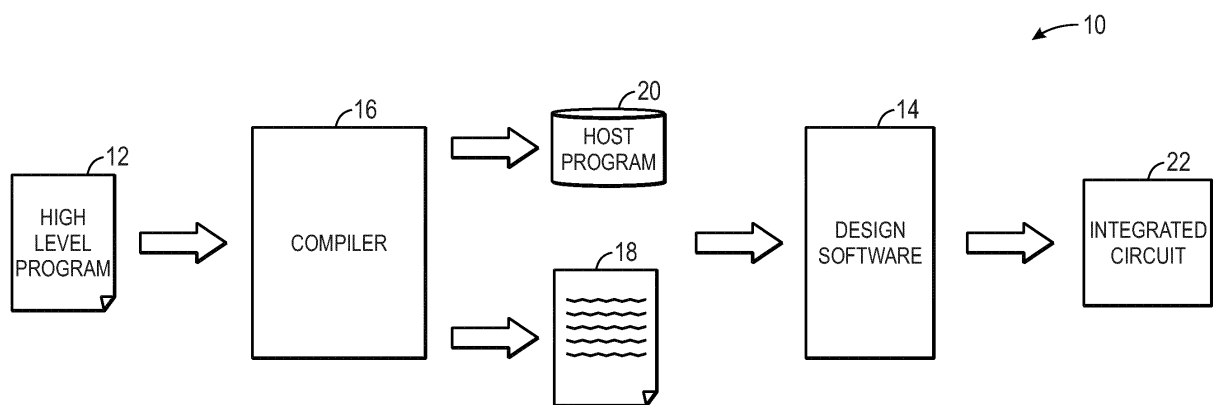 10
12
HIGH
LEVEL
PROGRAM
16
COMPILER
20
HOST
PROGRAM
18
14
DESIGN
SOFTWARE
22
INTEGRATED
CIRCUIT